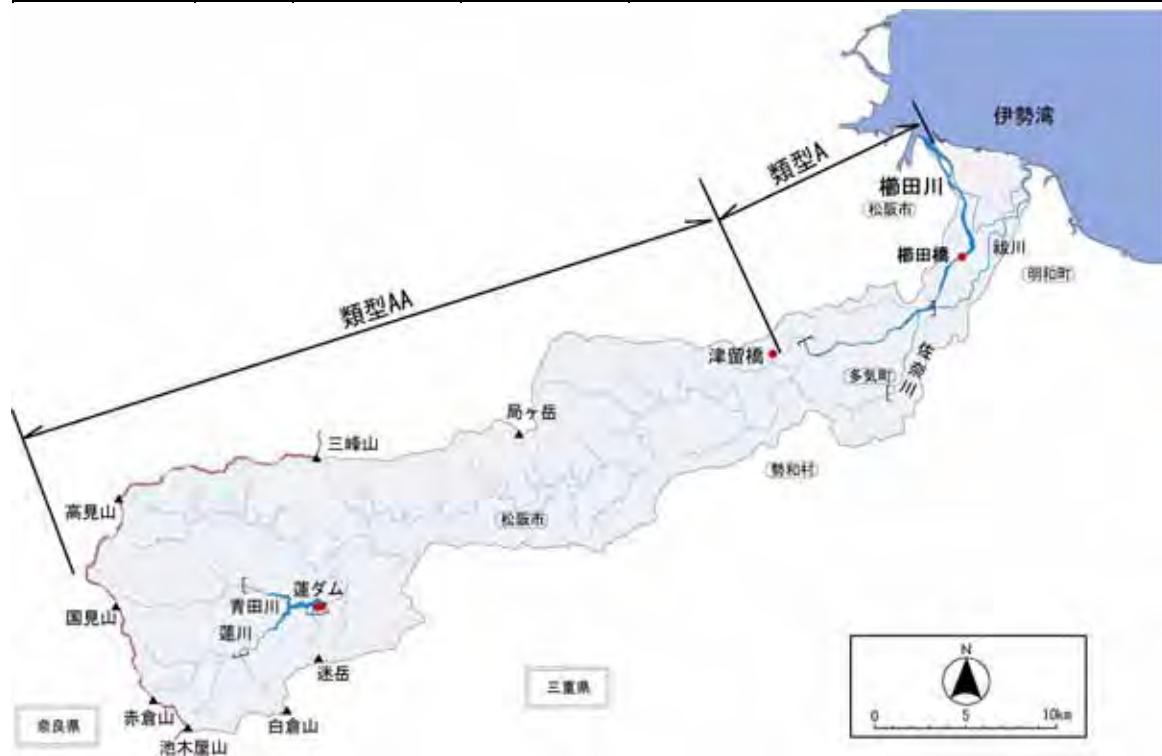 伊勢湾
類型A
櫛田川
松阪市
櫛田橋
祓川
明和町
類型AA
津留橋
佐奈川
多気町
局ヶ岳
三峰山
勢和村
高見山
松阪市
蓮ダム
青田川
国見山
蓮川
迷岳
三重県
N
0 5 10km
奈良県
赤倉山
白倉山
池木屋山